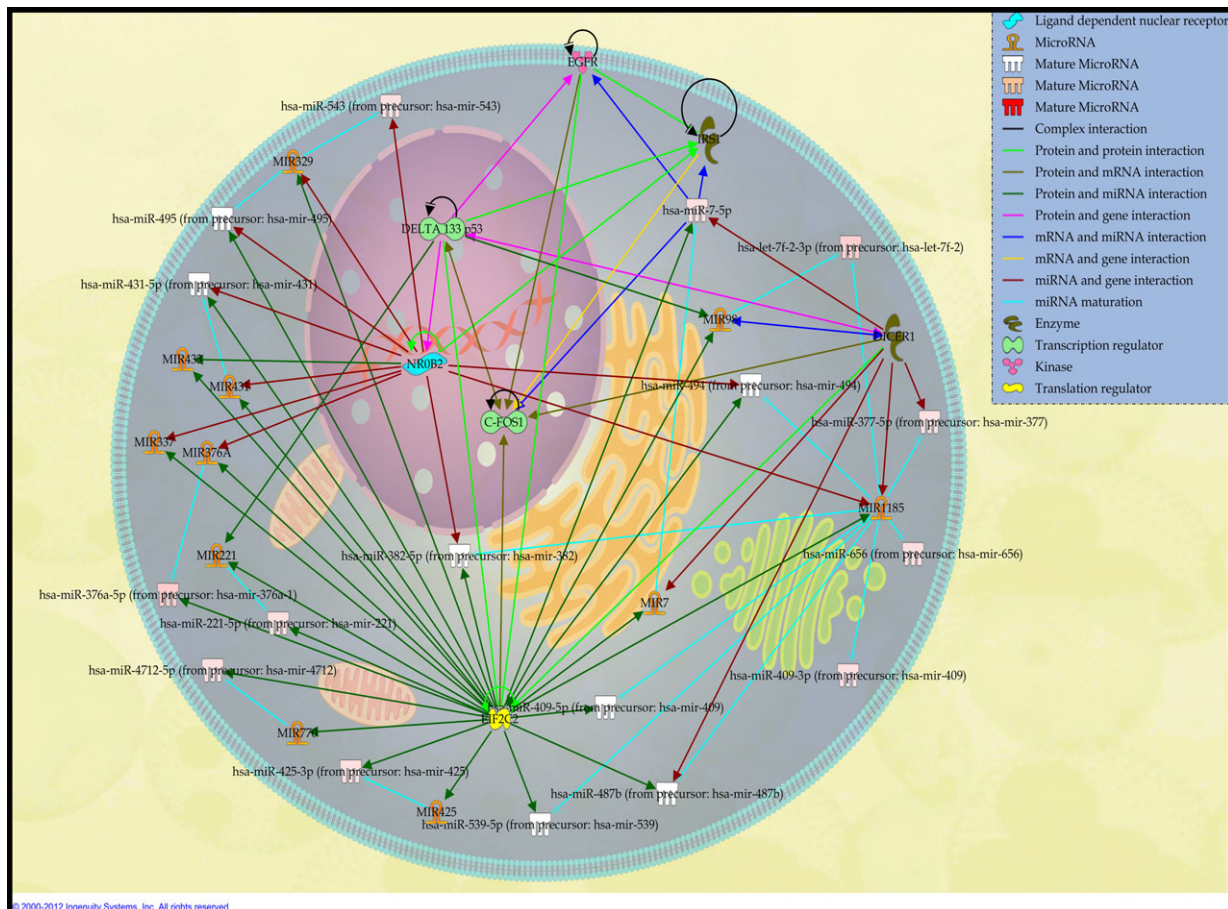 Ligand dependent nuclear receptor
MicroRNA
Mature MicroRNA
Mature MicroRNA
Mature MicroRNA
Complex interaction
Protein and protein interaction
Protein and mRNA interaction
Protein and miRNA interaction
Protein and gene interaction
mRNA and miRNA interaction
mRNA and gene interaction
miRNA and gene interaction
miRNA maturation
Enzyme
Transcription regulator
Kinase
Translation regulator
EGFR
hsa-miR-543 (from precursor: hsa-mir-543)
IRS1
MIR329
hsa-miR-495 (from precursor: hsa-mir-495)
hsa-miR-7-5p
DELTA 133 p53
hsa-let-7f-2-3p (from precursor: hsa-let-7f-2)
hsa-miR-431-5p (from precursor: hsa-mir-431)
MIR98
DICER1
NR0B2
hsa-miR-494 (from precursor: hsa-mir-494)
C-FOS1
hsa-miR-377-5p (from precursor: hsa-mir-377)
MIR337
MIR376A
MIR1185
MIR221
hsa-miR-382-5p (from precursor: hsa-mir-382)
hsa-miR-656 (from precursor: hsa-mir-656)
hsa-miR-376a-5p (from precursor: hsa-mir-376a-1)
MIR7
hsa-miR-221-5p (from precursor: hsa-mir-221)
hsa-miR-4712-5p (from precursor: hsa-mir-4712)
hsa-miR-409-3p (from precursor: hsa-mir-409)
hsa-miR-409-5p (from precursor: hsa-mir-409)
EIF2C2
hsa-miR-425-3p (from precursor: hsa-mir-425)
hsa-miR-487b (from precursor: hsa-mir-487b)
MIR425
hsa-miR-539-5p (from precursor: hsa-mir-539)
© 2000-2012 Ingenuity Systems, Inc. All rights reserved.